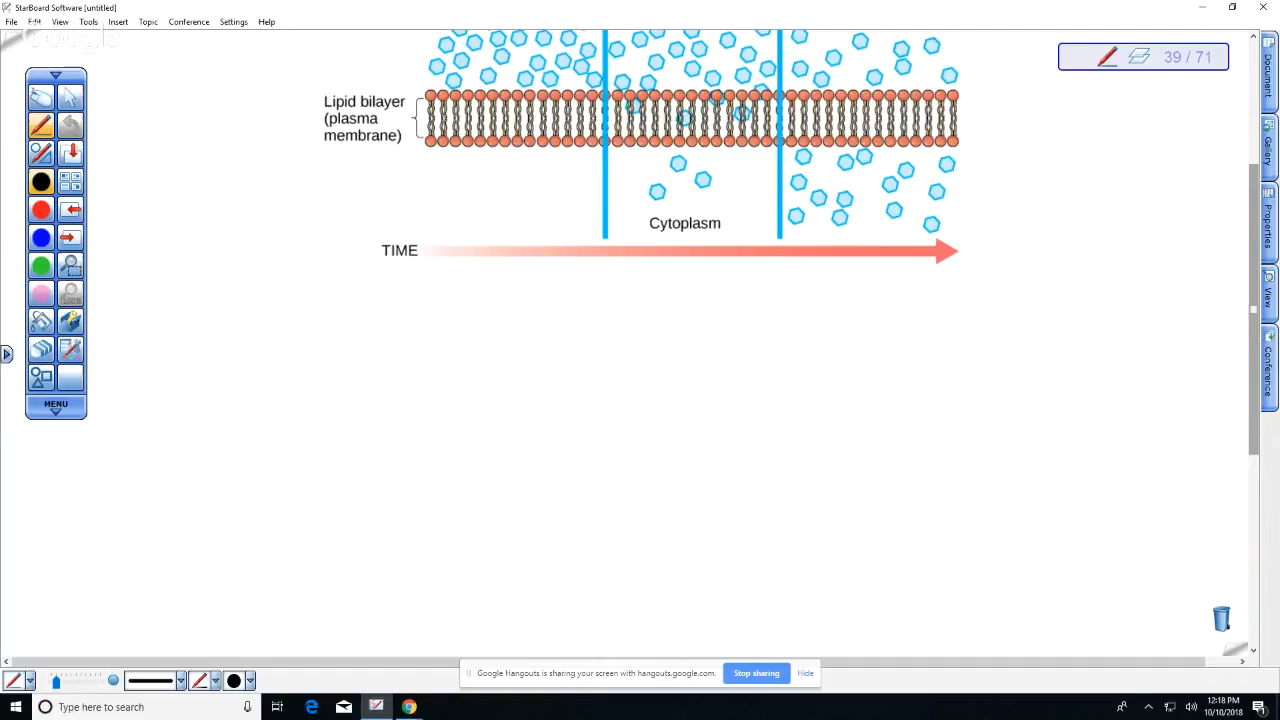 StarBoard Software [untitled]
File Edit View Tools Insert Topic Conference Settings Help
39 / 71
Lipid bilayer
(plasma
membrane)
Cytoplasm
TIME
MENU
Document
Gallery
Properties
View
Conference
Google Hangouts is sharing your screen with hangouts.google.com.
Stop sharing
Hide
Type here to search
12:18 PM
10/10/2018
1